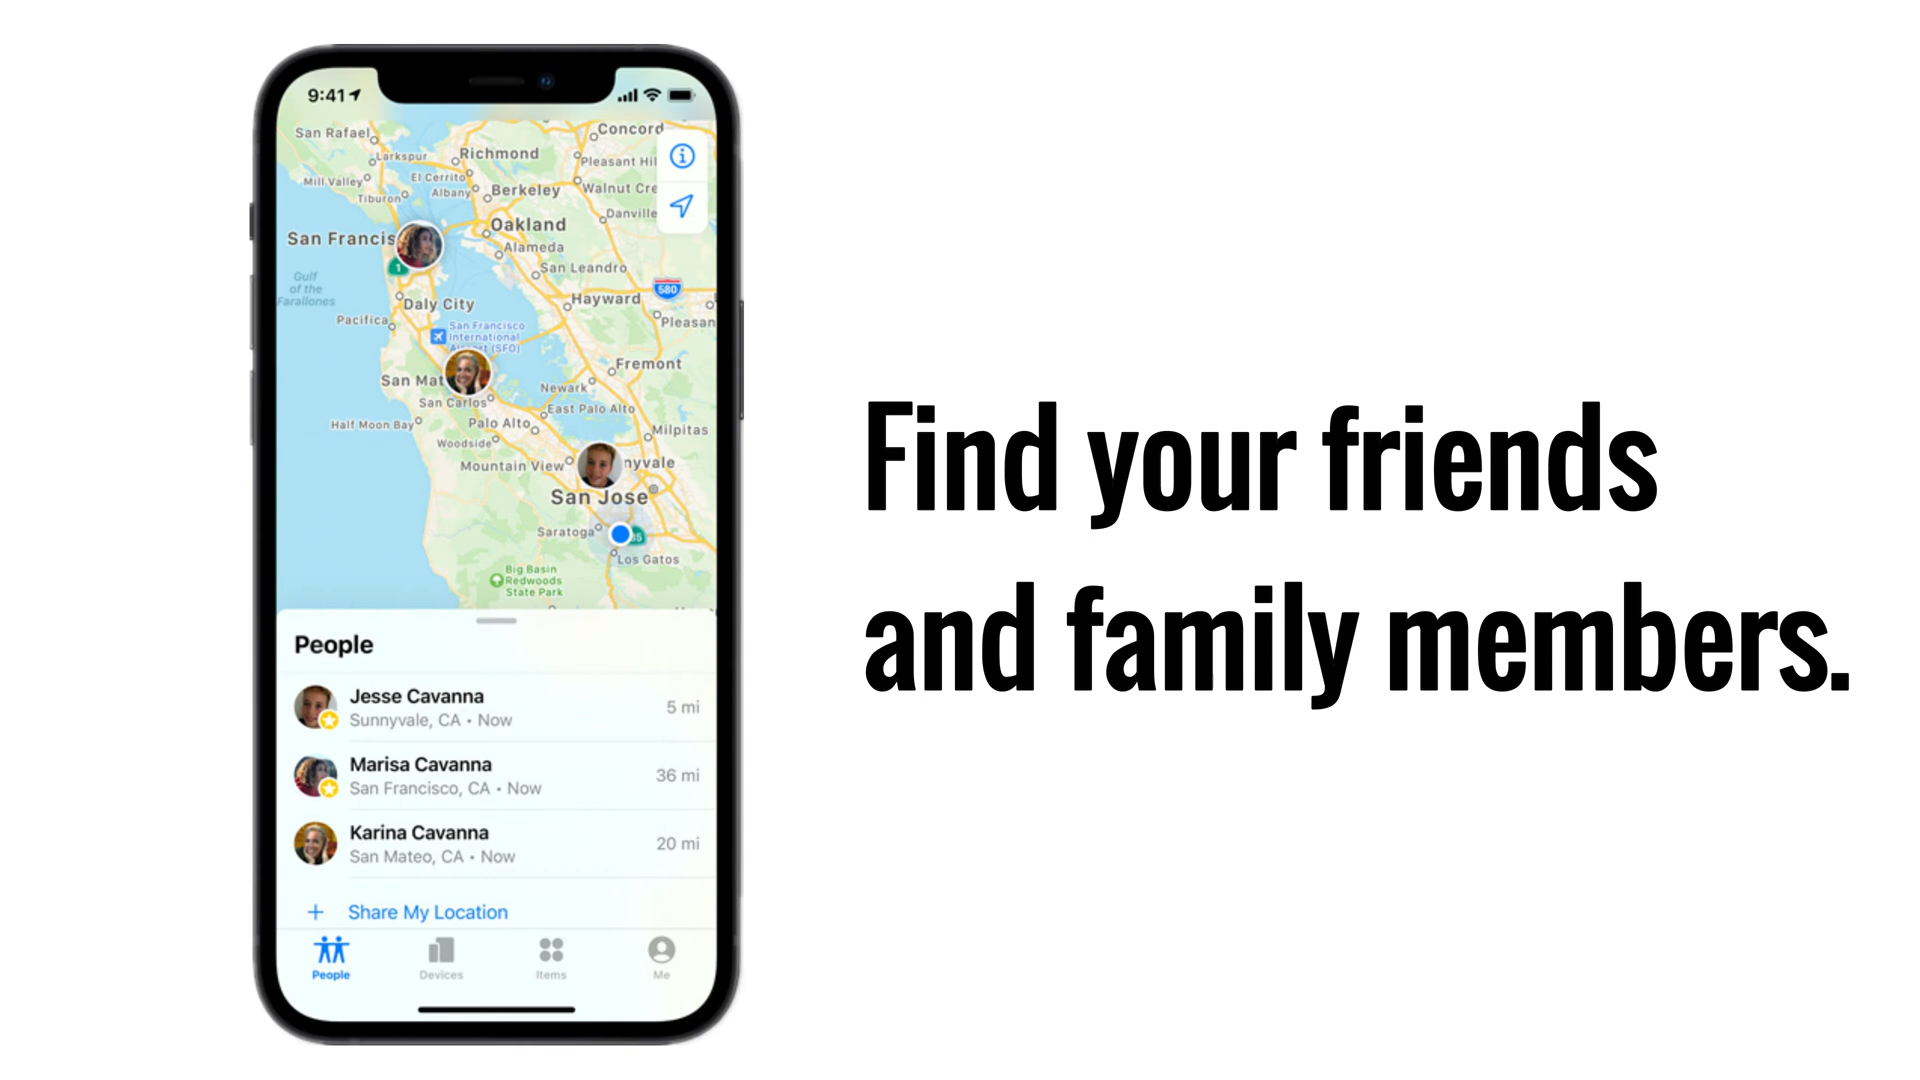 9:41
San Rafael
Concord
Larkspur
Richmond
Pleasant Hil
Mill Valley
El Cerrito
Tiburon
Albany
Berkeley
Walnut Cre
Danville
San Francis
Oakland
Alameda
1
Gulf
of the
Farallones
San Leandro
580
Daly City
Hayward
Pacifica
San Francisco
International
Airport (SFO)
Pleasan
San Mat
Fremont
Newark
San Carlos
East Palo Alto
Half Moon Bay
Palo Alto
Milpitas
Woodside
Mountain View
nyvale
San Jose
Saratoga
Los Gatos
Big Basin
Redwoods
State Park
People
Jesse Cavanna
Sunnyvale, CA • Now
5 mi
Marisa Cavanna
San Francisco, CA • Now
36 mi
Karina Cavanna
San Mateo, CA • Now
20 mi
+ Share My Location
People Devices Items Me
Find your friends
and family members.